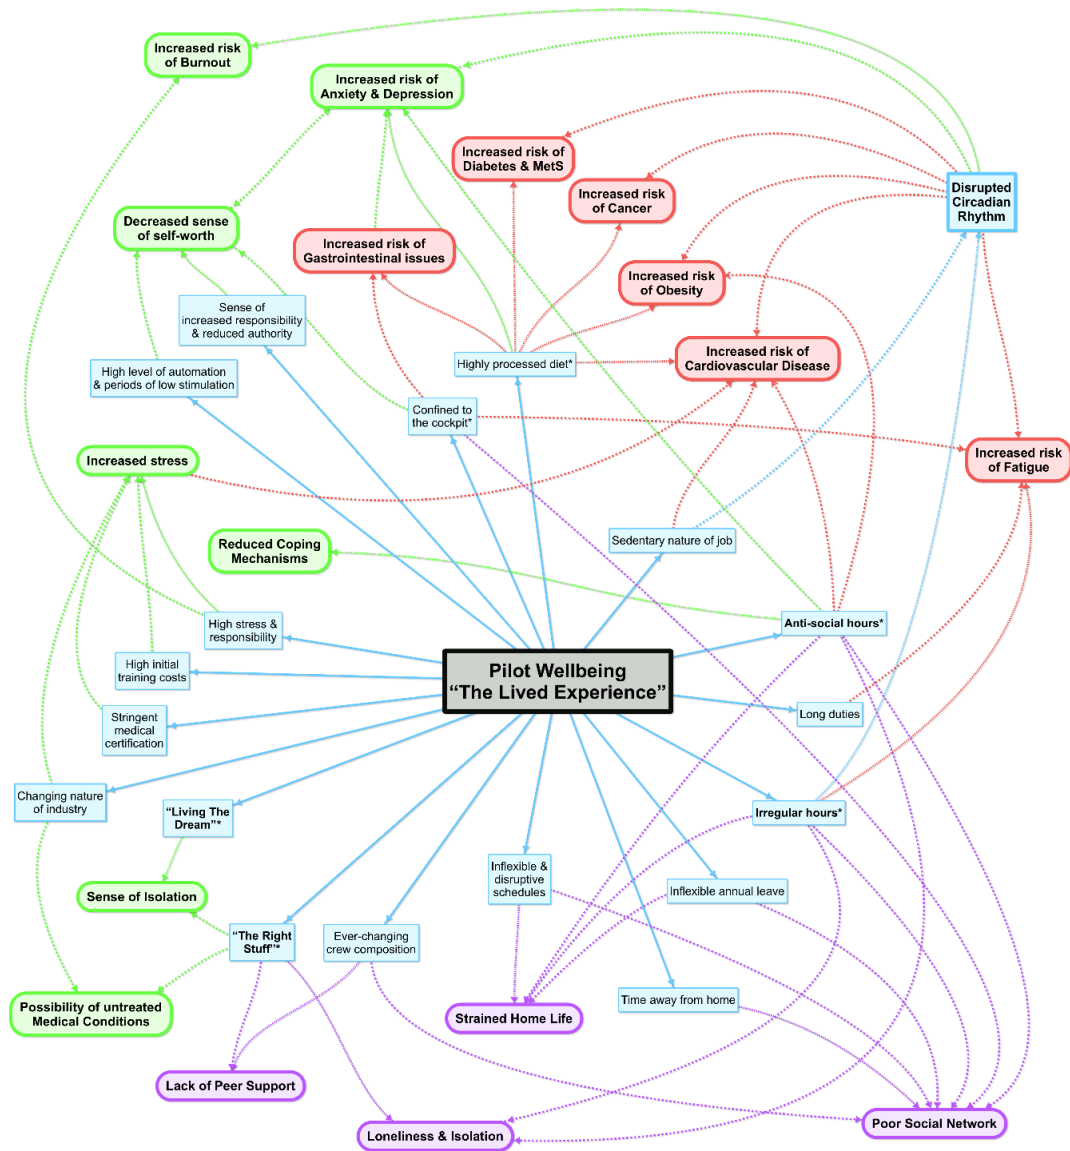 Increased risk
of Burnout
Increased risk of
Anxiety & Depression
Increased risk of
Diabetes & MetS
Increased risk
of Cancer
Disrupted
Circadian
Rhythm
Decreased sense
of self-worth
Increased risk of
Gastrointestinal issues
Increased risk
of Obesity
Sense of
increased responsibility
& reduced authority
High level of automation
& periods of low stimulation
Highly processed diet*
Increased risk of
Cardiovascular Disease
Confined to
the cockpit*
Increased stress
Increased risk
of Fatigue
Reduced Coping
Mechanisms
Sedentary nature of job
High stress &
responsibility
Anti-social hours*
High initial
training costs
Pilot Wellbeing
“The Lived Experience”
Stringent
medical
certification
Long duties
Changing nature
of industry
“Living The
Dream”*
Irregular hours*
Inflexible &
disruptive
schedules
Inflexible annual leave
Sense of Isolation
“The Right
Stuff”*
Ever-changing
crew composition
Possibility of untreated
Medical Conditions
Strained Home Life
Time away from home
Lack of Peer Support
Loneliness & Isolation
Poor Social Network